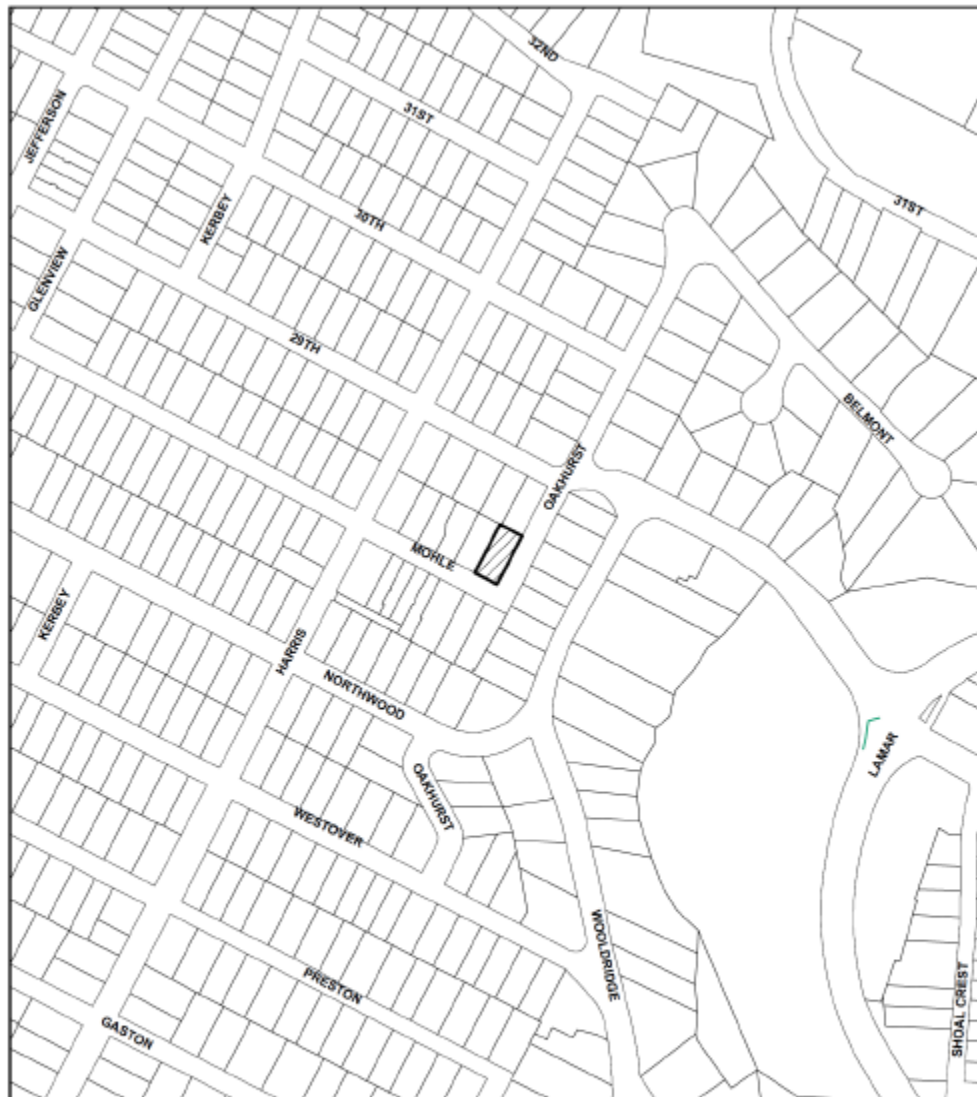 32ND
31ST
JEFFERSON
KERBEY
30TH
31ST
GLENVIEW
29TH
BELMONT
OAKHURST
MOHLE
KERBEY
HARRIS
NORTHWOOD
LAMAR
OAKHURST
WESTOVER
WOOLDRIDGE
PRESTON
SHOAL CREST
GASTON